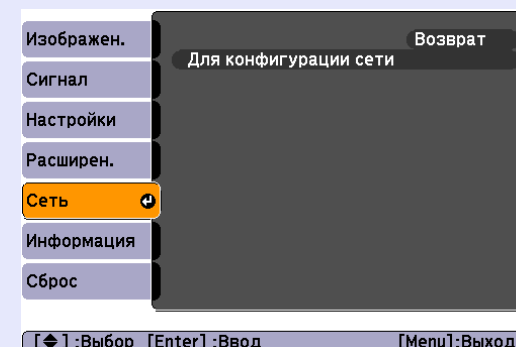 Изображен.
Сигнал
Настройки
Расширен.
Сеть
Информация
Сброс
Возврат
Для конфигурации сети
[◆] :Выбор [Enter] :Ввод [Menu]:Выход